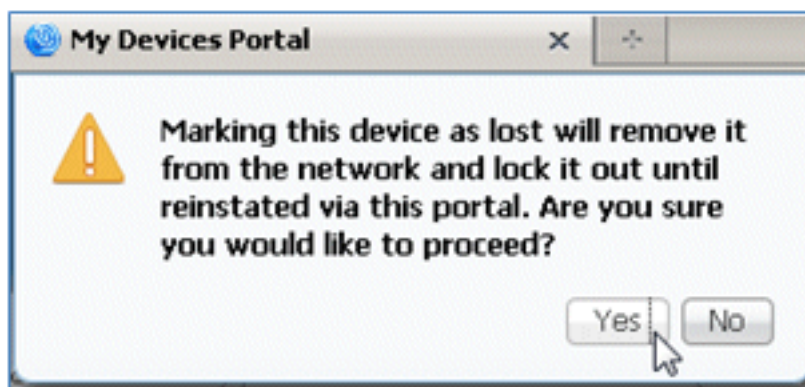 My Devices Portal
Marking this device as lost will remove it
from the network and lock it out until
reinstated via this portal. Are you sure
you would like to proceed?
Yes No